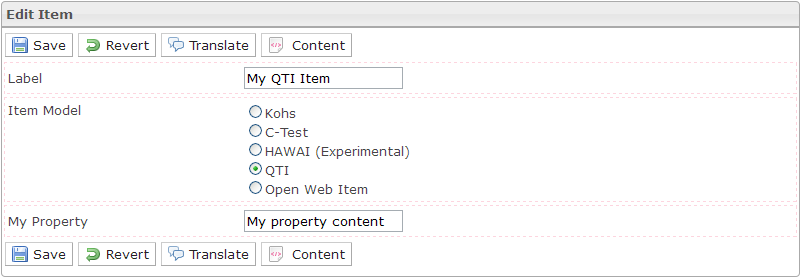 Edit Item
Save Revert Translate Content
Label My QTI Item
Item Model
Kohs
C-Test
HAWAI (Experimental)
QTI
Open Web Item
My Property My property content
Save Revert Translate Content